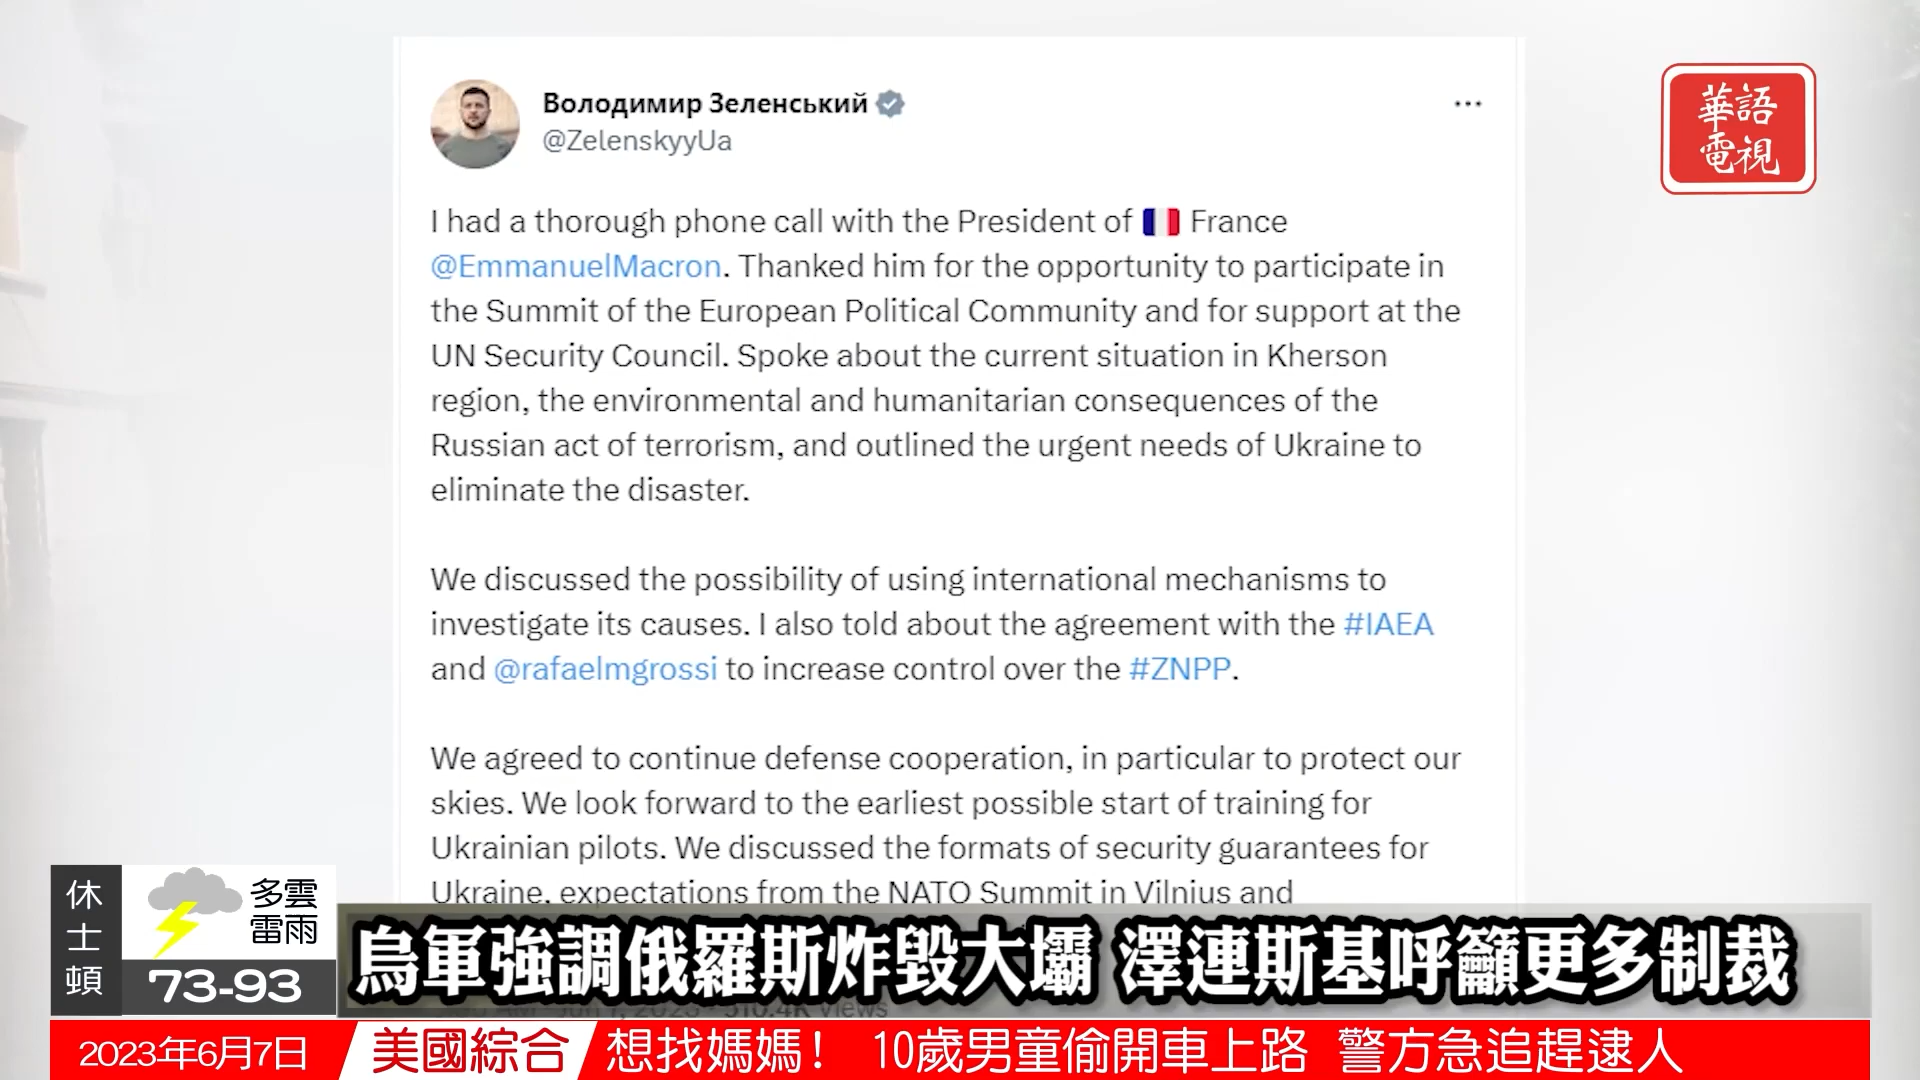 Володимир Зеленський
@ZelenskyyUa
I had a thorough phone call with the President of 🇫🇷 France
@EmmanuelMacron. Thanked him for the opportunity to participate in
the Summit of the European Political Community and for support at the
UN Security Council. Spoke about the current situation in Kherson
region, the environmental and humanitarian consequences of the
Russian act of terrorism, and outlined the urgent needs of Ukraine to
eliminate the disaster.
We discussed the possibility of using international mechanisms to
investigate its causes. I also told about the agreement with the #IAEA
and @rafaelmgrossi to increase control over the #ZNPP.
We agreed to continue defense cooperation, in particular to protect our
skies. We look forward to the earliest possible start of training for
Ukrainian pilots. We discussed the formats of security guarantees for
Ukraine, expectations from the NATO Summit in Vilnius and
華語
電視
休士頓
多雲
雷雨
73-93
烏軍強調俄羅斯炸毀大壩 澤連斯基呼籲更多制裁
2023年6月7日
美國綜合
想找媽媽! 10歲男童偷開車上路 警方急追趕逮人